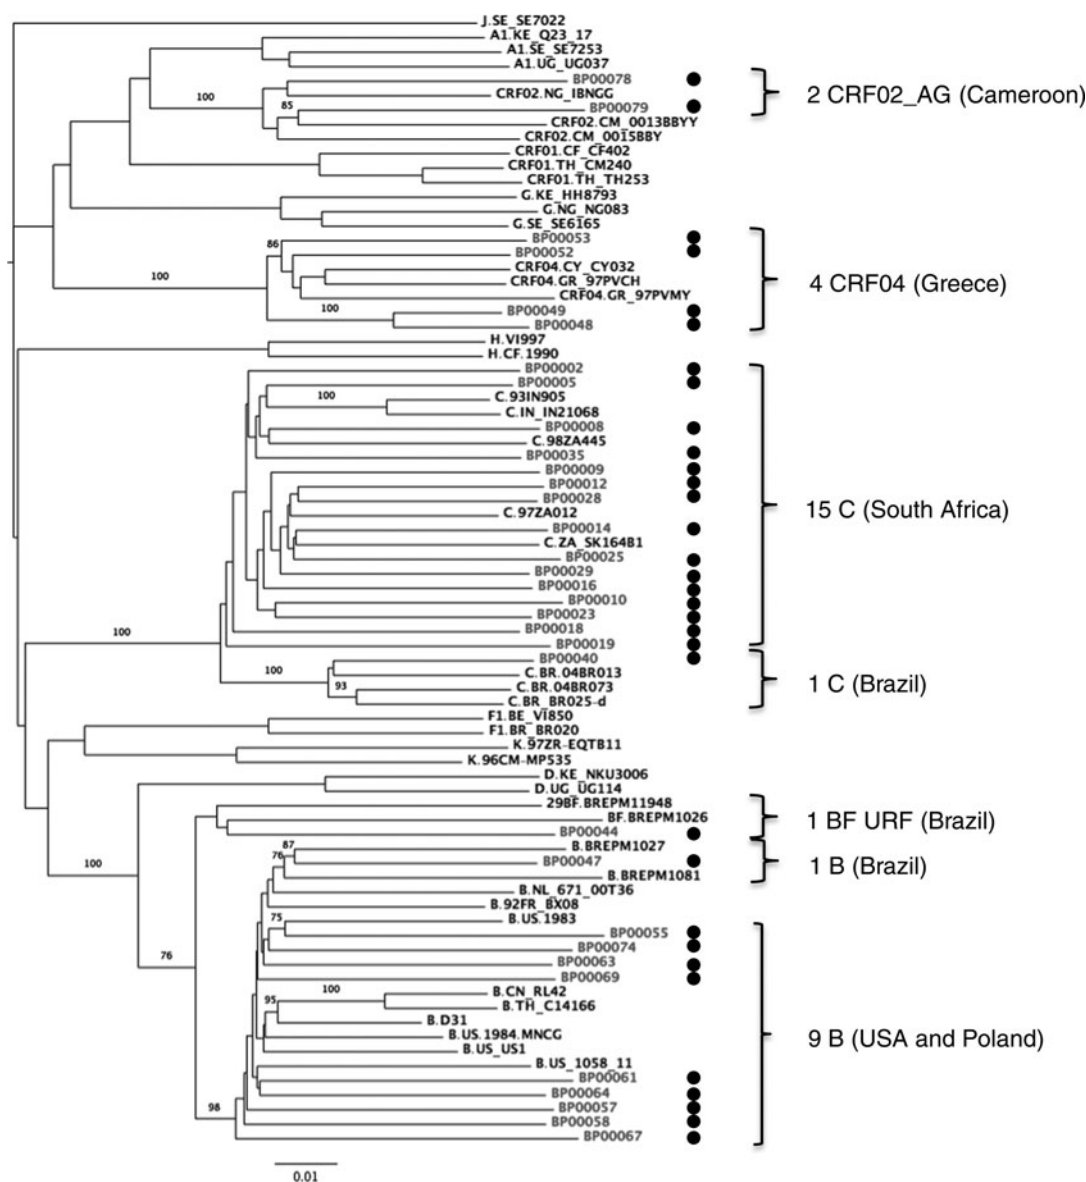 J.SE_SE7022
A1.KE_Q23_17
A1.SE_SE7253
A1.UG_UG037
BP00078
100
CRF02.NG_IBNGG
2 CRF02_AG (Cameroon)
85
BP00079
CRF02.CM_0013BBYY
CRF02.CM_0015BBY
CRF01.CF_CF402
CRF01.TH_CM240
CRF01.TH_TH253
G.KE_HH8793
G.NG_NG083
G.SE_SE6165
BP00053
86
BP00052
CRF04.CY_CY032
100
CRF04.GR_97PVCH
4 CRF04 (Greece)
CRF04.GR_97PVMY
BP00049
100
BP00048
H.VI997
H.CF.1990
BP00002
BP00005
100
C.93IN905
C.IN_IN21068
BP00008
C.98ZA445
BP00035
BP00009
BP00012
BP00028
15 C (South Africa)
C.97ZA012
BP00014
C.ZA_SK164B1
BP00025
BP00029
BP00016
BP00010
BP00023
BP00018
100
BP00019
BP00040
100
C.BR.04BR013
1 C (Brazil)
93
C.BR.04BR073
C.BR_BR025-d
F1.BE_VI850
F1.BR_BR020
K.97ZR-EQTB11
K.96CM-MP535
D.KE_NKU3006
D.UG_UG114
29BF.BREPM11948
BF.BREPM1026
1 BF URF (Brazil)
BP00044
87
B.BREPM1027
76
BP00047
1 B (Brazil)
100
B.BREPM1081
B.NL_671_00T36
B.92FR_BX08
75
B.US.1983
BP00055
BP00074
76
BP00063
BP00069
100
B.CN_RL42
95
B.TH_C14166
B.D31
B.US.1984.MNCG
9 B (USA and Poland)
B.US_US1
B.US_1058_11
BP00061
BP00064
98
BP00057
BP00058
BP00067
0.01